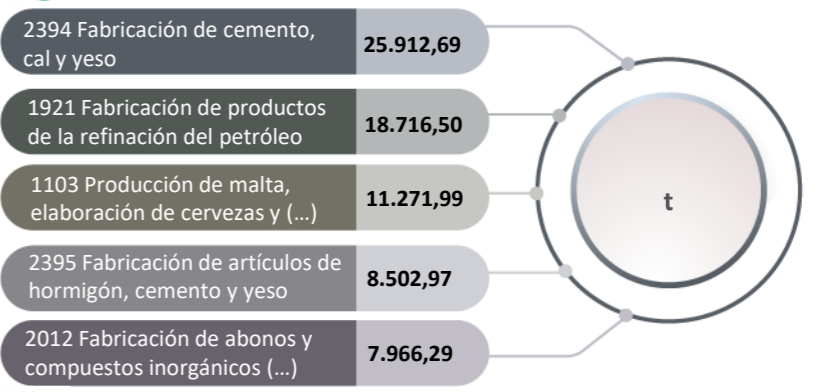 2394 Fabricación de cemento,
cal y yeso
25.912,69
1921 Fabricación de productos
de la refinación del petróleo
18.716,50
1103 Producción de malta,
elaboración de cervezas y (...)
11.271,99
2395 Fabricación de artículos de
hormigón, cemento y yeso
8.502,97
2012 Fabricación de abonos y
compuestos inorgánicos (...)
7.966,29
t